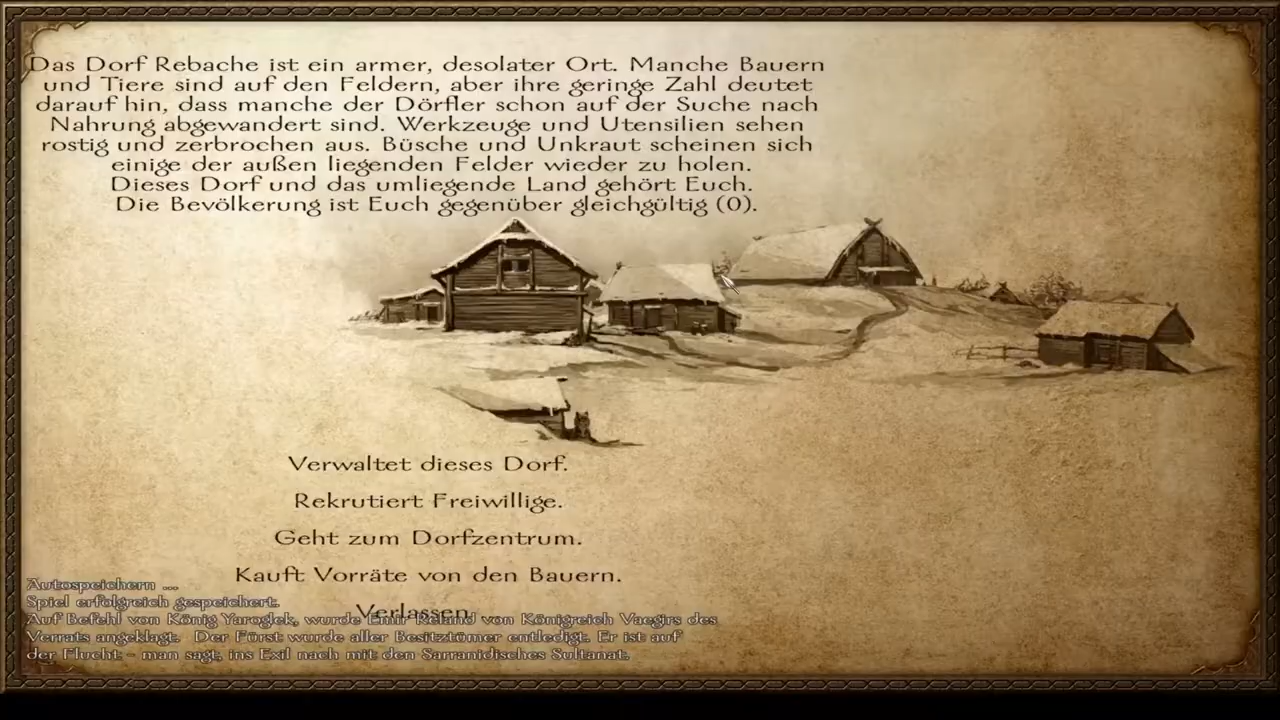 Das Dorf Rebache ist ein armer, desolater Ort. Manche Bauern
und Tiere sind auf den Feldern, aber ihre geringe Zahl deutet
darauf hin, dass manche der Dörfler schon auf der Suche nach
Nahrung abgewandert sind. Werkzeuge und Utensilien sehen
rostig und zerbrochen aus. Büsche und Unkraut scheinen sich
einige der außen liegenden Felder wieder zu holen.
Dieses Dorf und das umliegende Land gehört Euch.
Die Bevölkerung ist Euch gegenüber gleichgültig (0).
Verwaltet dieses Dorf.
Rekrutiert Freiwillige.
Geht zum Dorfzentrum.
Kauft Vorräte von den Bauern.
Verlassen.
Autospeichern ...
Spiel erfolgreich gespeichert.
Auf Befehl von König Yaroglek, wurde Emir Reland von Königreich Vaegirs des
Verrats angeklagt. Der Fürst wurde aller Besitztümer entledigt. Er ist auf
der Flucht - man sagt, ins Exil nach mit den Sarranidisches Sultanat.